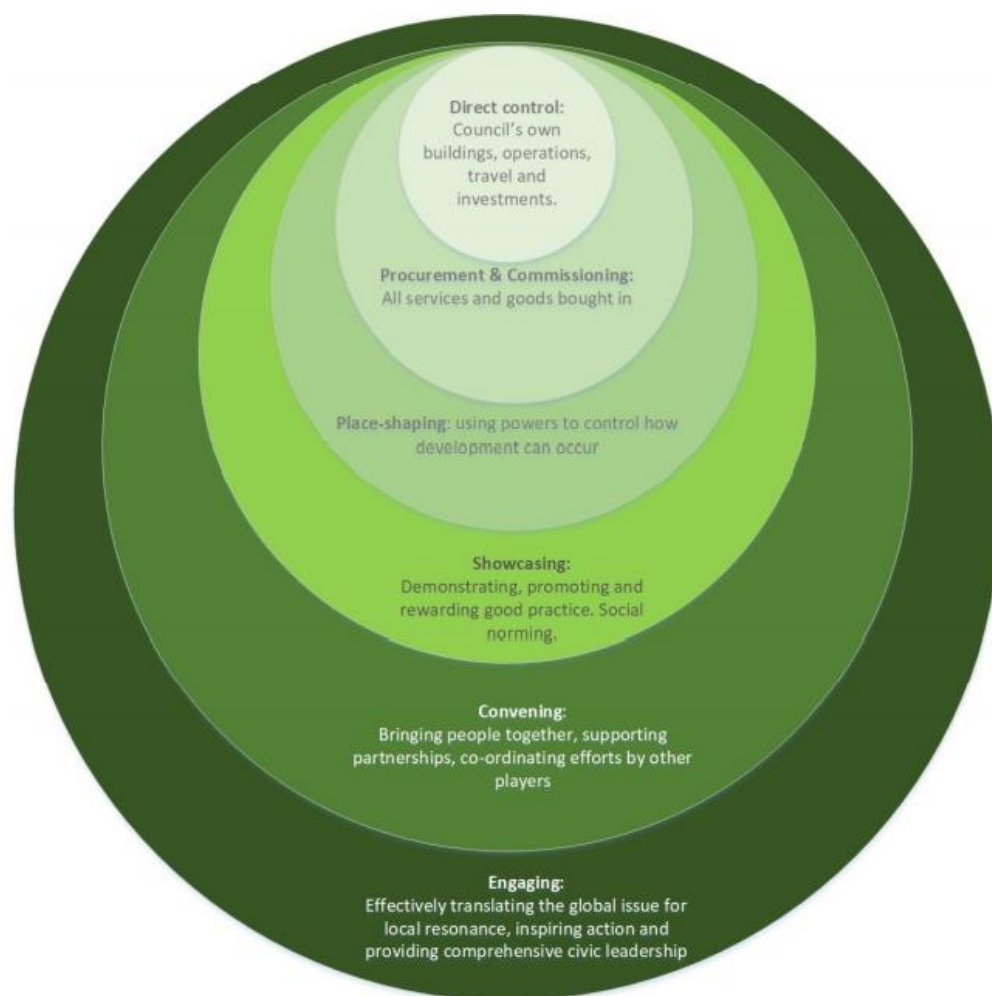 Direct control:
Council's own
buildings, operations,
travel and
investments.
Procurement & Commissioning:
All services and goods bought in
Place-shaping: using powers to control how
development can occur
Showcasing:
Demonstrating, promoting and
rewarding good practice. Social
norming.
Convening:
Bringing people together, supporting
partnerships, co-ordinating efforts by other
players
Engaging:
Effectively translating the global issue for
local resonance, inspiring action and
providing comprehensive civic leadership